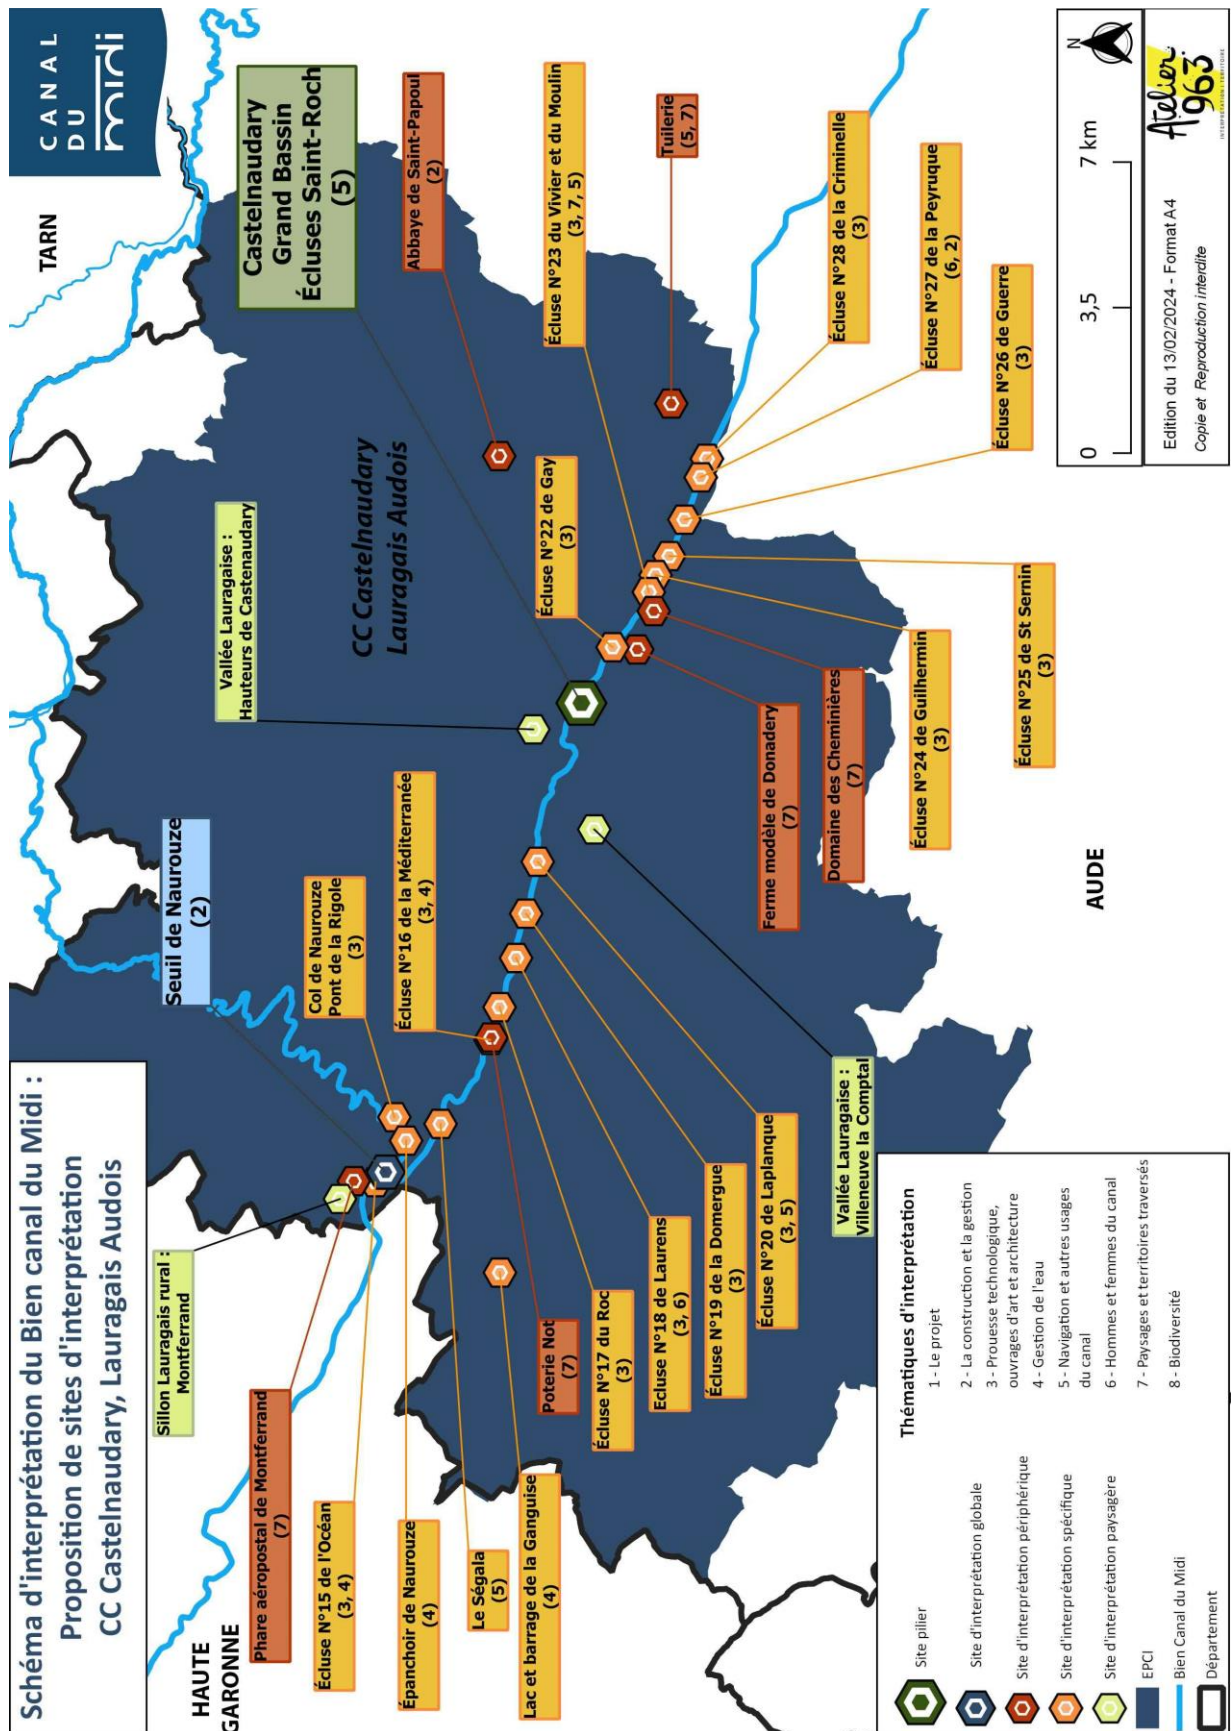 Schéma d'interprétation du Bien canal du Midi :
Proposition de sites d'interprétation
CC Castelnaudary, Lauragais Audois
CANAL
DU
midi
TARN
HAUTE
GARONNE
AUDE
CC Castelnaudary
Lauragais Audois
Sillon Lauragais rural :
Montferrand
Phare aéropostal de Montferrand
(7)
Écluse N°15 de l'Océan
(3, 4)
Épanchoir de Naurouze
(4)
Le Ségala
(5)
Lac et barrage de la Ganguise
(4)
Seuil de Naurouze
(2)
Col de Naurouze
Pont de la Rigole
(3)
Écluse N°16 de la Méditerranée
(3, 4)
Poterie Not
(7)
Écluse N°17 du Roc
(3)
Écluse N°18 de Laurens
(3, 6)
Écluse N°19 de la Domergue
(3)
Écluse N°20 de Laplanque
(3, 5)
Vallée Lauragaise :
Villeneuve la Comptal
Vallée Lauragaise :
Hauteurs de Castenaudary
Castelnaudary
Grand Bassin
Écluses Saint-Roch
(5)
Abbaye de Saint-Papoul
(2)
Écluse N°22 de Gay
(3)
Écluse N°23 du Vivier et du Moulin
(3, 7, 5)
Tuilerie
(5, 7)
Écluse N°28 de la Criminelle
(3)
Écluse N°27 de la Peyruque
(6, 2)
Écluse N°26 de Guerre
(3)
Écluse N°25 de St Sernin
(3)
Écluse N°24 de Guilhermin
(3)
Domaine des Cheminières
(7)
Ferme modèle de Donadery
(7)
Site pilier
Site d'interprétation globale
Site d'interprétation périphérique
Site d'interprétation spécifique
Site d'interprétation paysagère
EPCI
Bien Canal du Midi
Département
Thématiques d'interprétation
1 - Le projet
2 - La construction et la gestion
3 - Prouesse technologique,
ouvrages d'art et architecture
4 - Gestion de l'eau
5 - Navigation et autres usages
du canal
6 - Hommes et femmes du canal
7 - Paysages et territoires traversés
8 - Biodiversité
N
0 3,5 7 km
Edition du 13/02/2024 - Format A4
Copie et Reproduction interdite
Atelier
963
INTERPRÉTATION | TERRITOIRE